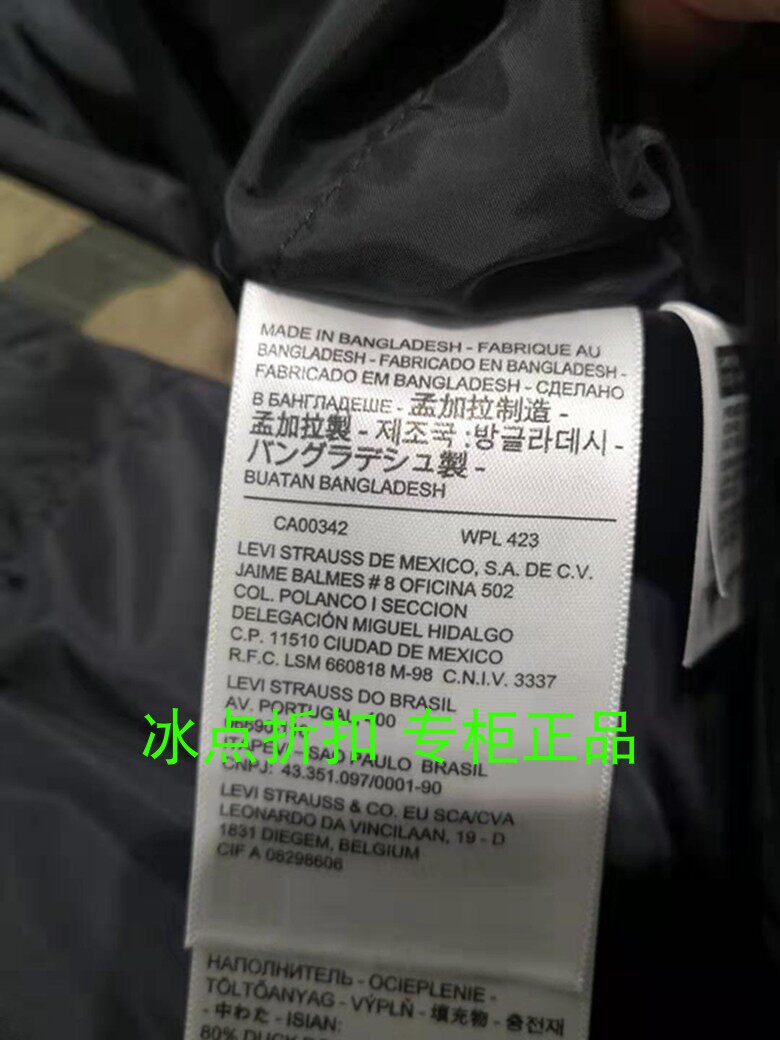 MADE IN BANGLADESH - FABRIQUE AU
BANGLADESH - FABRICADO EN BANGLADESH -
FABRICADO EM BANGLADESH - СДЕЛАНО
В БАНГЛАДЕШЕ - 孟加拉制造 -
孟加拉製 - 제조국 :방글라데시 -
バングラデシュ製 -
BUATAN BANGLADESH
CA00342 WPL 423
LEVI STRAUSS DE MEXICO, S.A. DE C.V.
JAIME BALMES # 8 OFICINA 502
COL. POLANCO I SECCION
DELEGACIÓN MIGUEL HIDALGO
C.P. 11510 CIUDAD DE MEXICO
R.F.C. LSM 660818 M-98 C.N.I.V. 3337
LEVI STRAUSS DO BRASIL
AV. PORTUGAL, 400
冰点折扣 专柜正品
SAO PAULO BRASIL
CNPJ: 43.351.097/0001-90
LEVI STRAUSS & CO. EU SCA/CVA
LEONARDO DA VINCILAAN, 19 - D
1831 DIEGEM, BELGIUM
CIF A 08298606
НАПОЛНИТЕЛЬ - OCIEPLENIE -
TÖLTŐANYAG - VÝPLŇ - 填充物 - 충전재
- 中わた - ISIAN:
80% DUCK